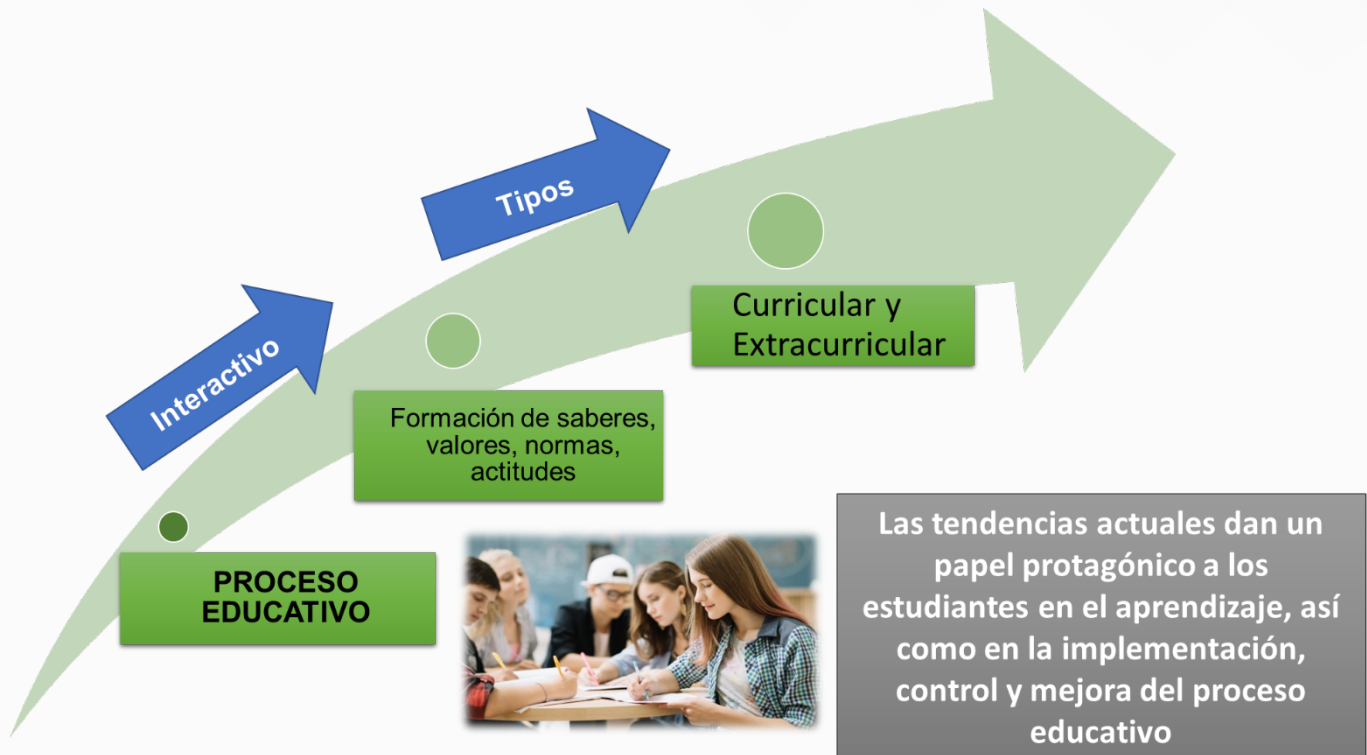 Tipos
Interactivo
Curricular y
Extracurricular
Formación de saberes,
valores, normas,
actitudes
PROCESO
EDUCATIVO
Las tendencias actuales dan un
papel protagónico a los
estudiantes en el aprendizaje, así
como en la implementación,
control y mejora del proceso
educativo